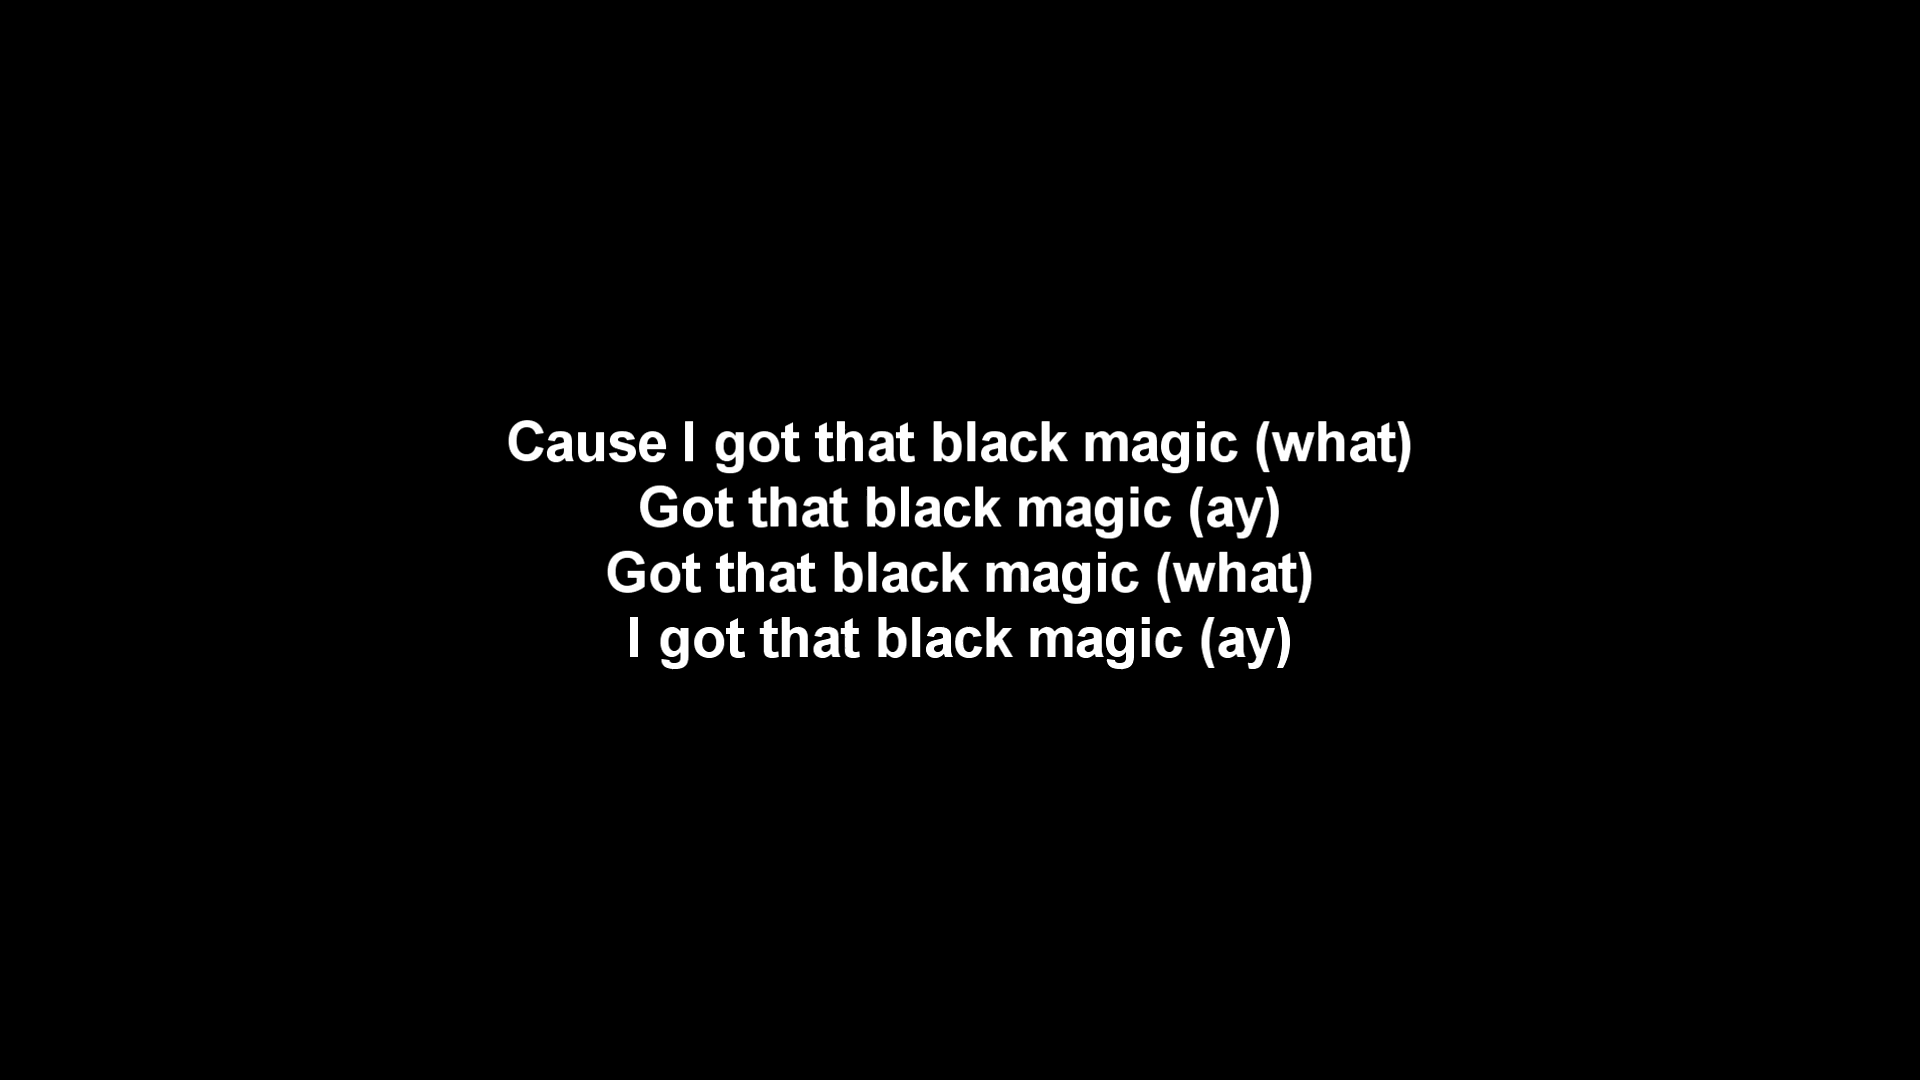 Cause I got that black magic (what)
Got that black magic (ay)
Got that black magic (what)
I got that black magic (ay)